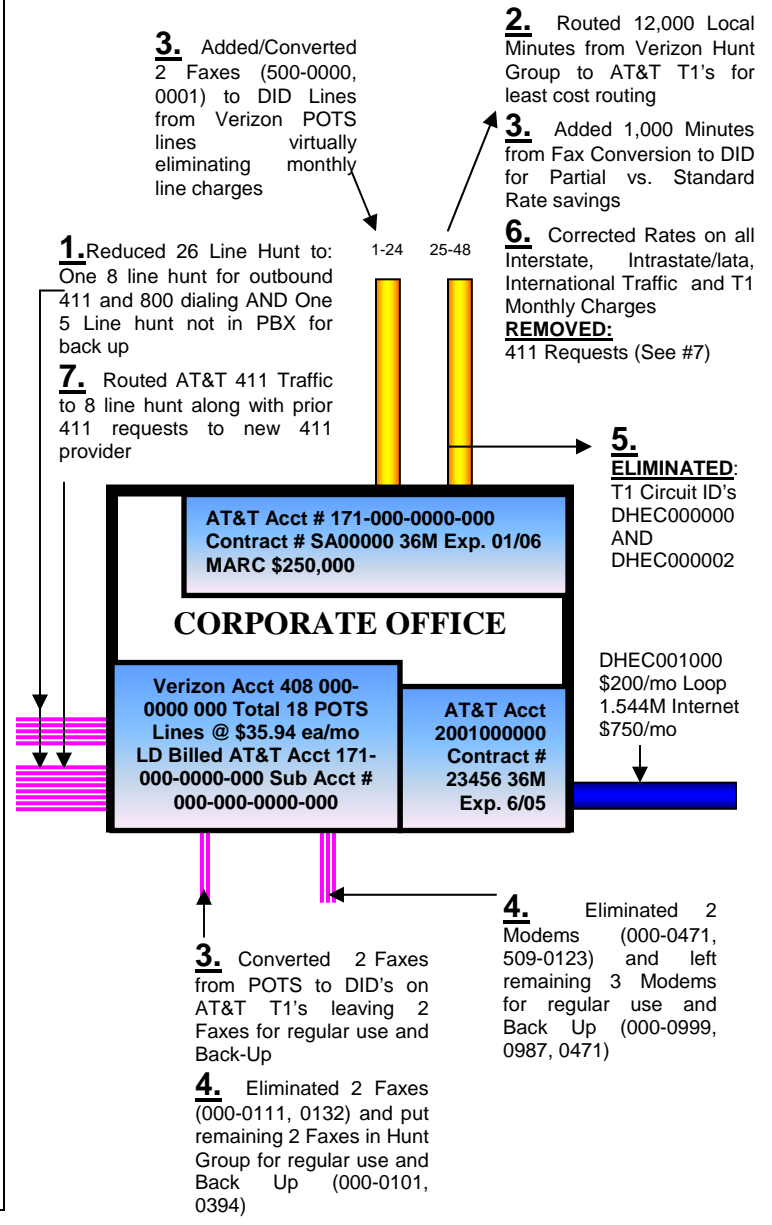 3. Added/Converted
2 Faxes (500-0000,
0001) to DID Lines
from Verizon POTS
lines virtually
eliminating monthly
line charges
2. Routed 12,000 Local
Minutes from Verizon Hunt
Group to AT&T T1's for
least cost routing
3. Added 1,000 Minutes
from Fax Conversion to DID
for Partial vs. Standard
Rate savings
6. Corrected Rates on all
Interstate, Intrastate/lata,
International Traffic and T1
Monthly Charges
REMOVED:
411 Requests (See #7)
1.Reduced 26 Line Hunt to:
One 8 line hunt for outbound
411 and 800 dialing AND One
5 Line hunt not in PBX for
back up
7. Routed AT&T 411 Traffic
to 8 line hunt along with prior
411 requests to new 411
provider
1-24 25-48
5.
ELIMINATED:
T1 Circuit ID's
DHEC000000
AND
DHEC000002
AT&T Acct # 171-000-0000-000
Contract # SA00000 36M Exp. 01/06
MARC $250,000
CORPORATE OFFICE
Verizon Acct 408 000-
0000 000 Total 18 POTS
Lines @ $35.94 ea/mo
LD Billed AT&T Acct 171-
000-0000-000 Sub Acct #
000-000-0000-000
AT&T Acct
2001000000
Contract #
23456 36M
Exp. 6/05
DHEC001000
$200/mo Loop
1.544M Internet
$750/mo
3. Converted 2 Faxes
from POTS to DID's on
AT&T T1's leaving 2
Faxes for regular use and
Back-Up
4. Eliminated 2 Faxes
(000-0111, 0132) and put
remaining 2 Faxes in Hunt
Group for regular use and
Back Up (000-0101,
0394)
4. Eliminated 2
Modems (000-0471,
509-0123) and left
remaining 3 Modems
for regular use and
Back Up (000-0999,
0987, 0471)